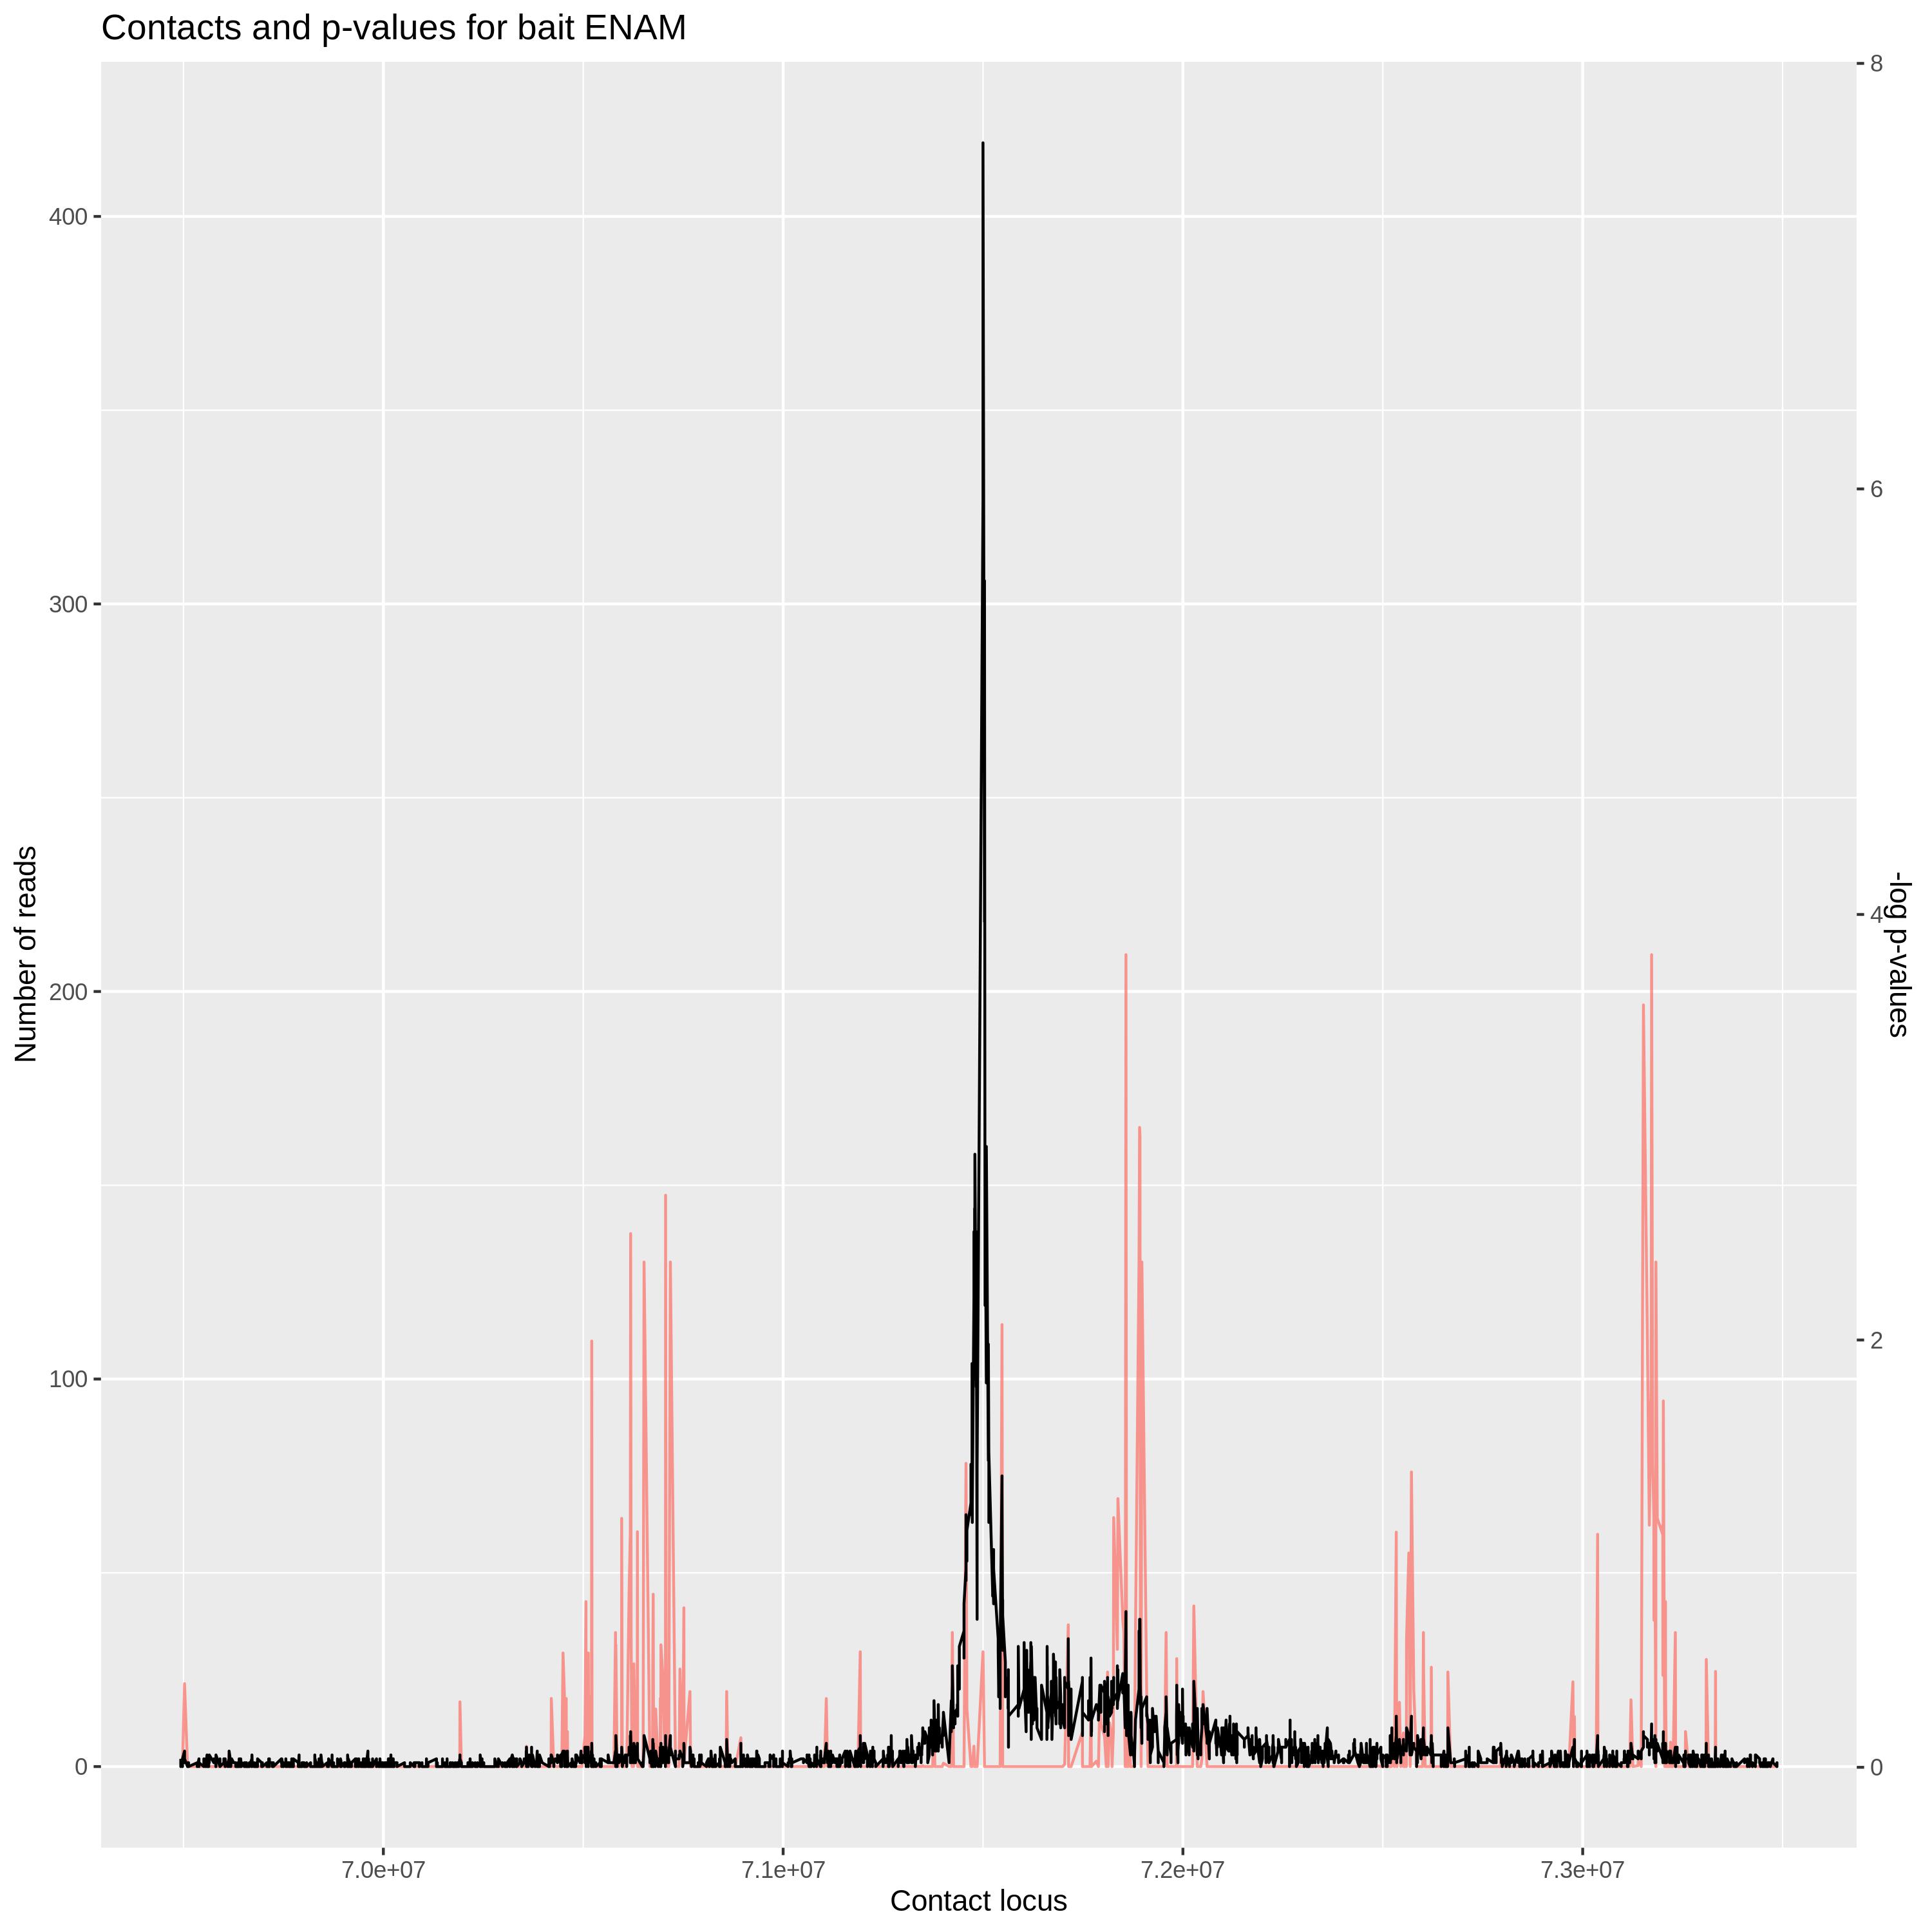 Contacts and p-values for bait ENAM
8
400
6
300
4
200
2
100
0
0
Number of reads
-log p-values
7.0e+07
7.1e+07
7.2e+07
7.3e+07
Contact locus